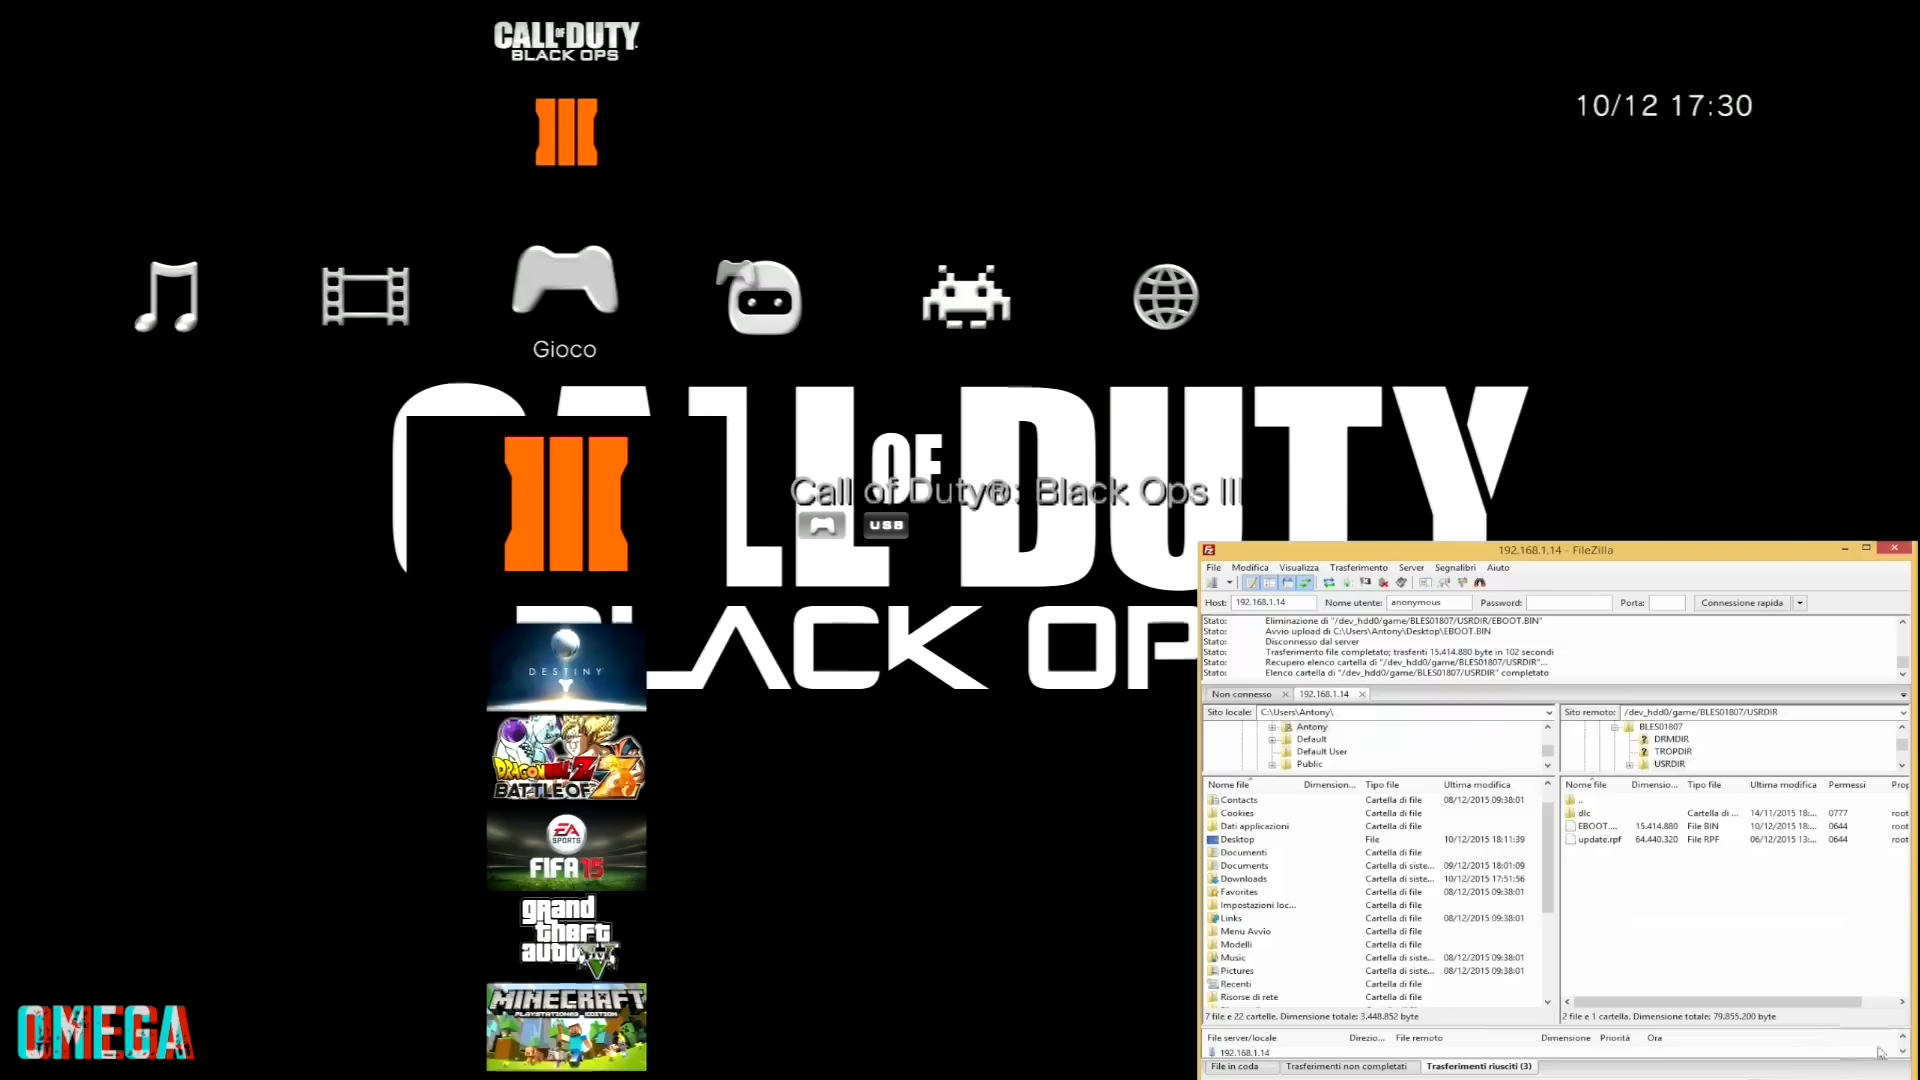 CALL OF DUTY
BLACK OPS
III
10/12 17:30
Gioco
CALL OF DUTY
Call of Duty®: Black Ops III
USB
BLACK OP
DESTINY
DRAGON BALL Z
BATTLE OF Z
EA
SPORTS
FIFA 15
grand
theft
auto V
MINECRAFT
PLAYSTATION®3 EDITION
OMEGA
192.168.1.14 - FileZilla
File Modifica Visualizza Trasferimento Server Segnalibri Aiuto
Host: 192.168.1.14 Nome utente: anonymous Password: Porta: Connessione rapida
Stato: Eliminazione di "/dev_hdd0/game/BLES01807/USRDIR/EBOOT.BIN"
Stato: Avvio upload di C:\Users\Antony\Desktop\EBOOT.BIN
Stato: Disconnesso dal server
Stato: Trasferimento file completato; trasferiti 15.414.880 byte in 102 secondi
Stato: Recupero elenco cartella di "/dev_hdd0/game/BLES01807/USRDIR"...
Stato: Elenco cartella di "/dev_hdd0/game/BLES01807/USRDIR" completato
Non connesso 192.168.1.14
Sito locale: C:\Users\Antony\
Antony
Default
Default User
Public
Sito remoto: /dev_hdd0/game/BLES01807/USRDIR
BLES01807
DRMDIR
TROPDIR
USRDIR
Nome file Dimension... Tipo file Ultima modifica
Contacts Cartella di file 08/12/2015 09:38:01
Cookies Cartella di file
Dati applicazioni Cartella di file
Desktop File 10/12/2015 18:11:39
Documenti Cartella di file
Documents Cartella di siste... 09/12/2015 18:01:09
Downloads Cartella di siste... 10/12/2015 17:51:56
Favorites Cartella di file 08/12/2015 09:38:01
Impostazioni loc... Cartella di file
Links Cartella di file 08/12/2015 09:38:01
Menu Avvio Cartella di file
Modelli Cartella di file
Music Cartella di siste... 08/12/2015 09:38:01
Pictures Cartella di siste... 08/12/2015 09:38:01
Recenti Cartella di file
Risorse di rete Cartella di file
7 file e 22 cartelle. Dimensione totale: 3.448.852 byte
Nome file Dimensio... Tipo file Ultima modifica Permessi Prop
..
dlc Cartella di ... 14/11/2015 18:... 0777 root
EBOOT.... 15.414.880 File BIN 10/12/2015 18:... 0644 root
update.rpf 64.440.320 File RPF 06/12/2015 13:... 0644 root
2 file e 1 cartella. Dimensione totale: 79.855.200 byte
File server/locale Direzio... File remoto Dimensione Priorità Ora
192.168.1.14
File in coda Trasferimenti non completati Trasferimenti riusciti (3)